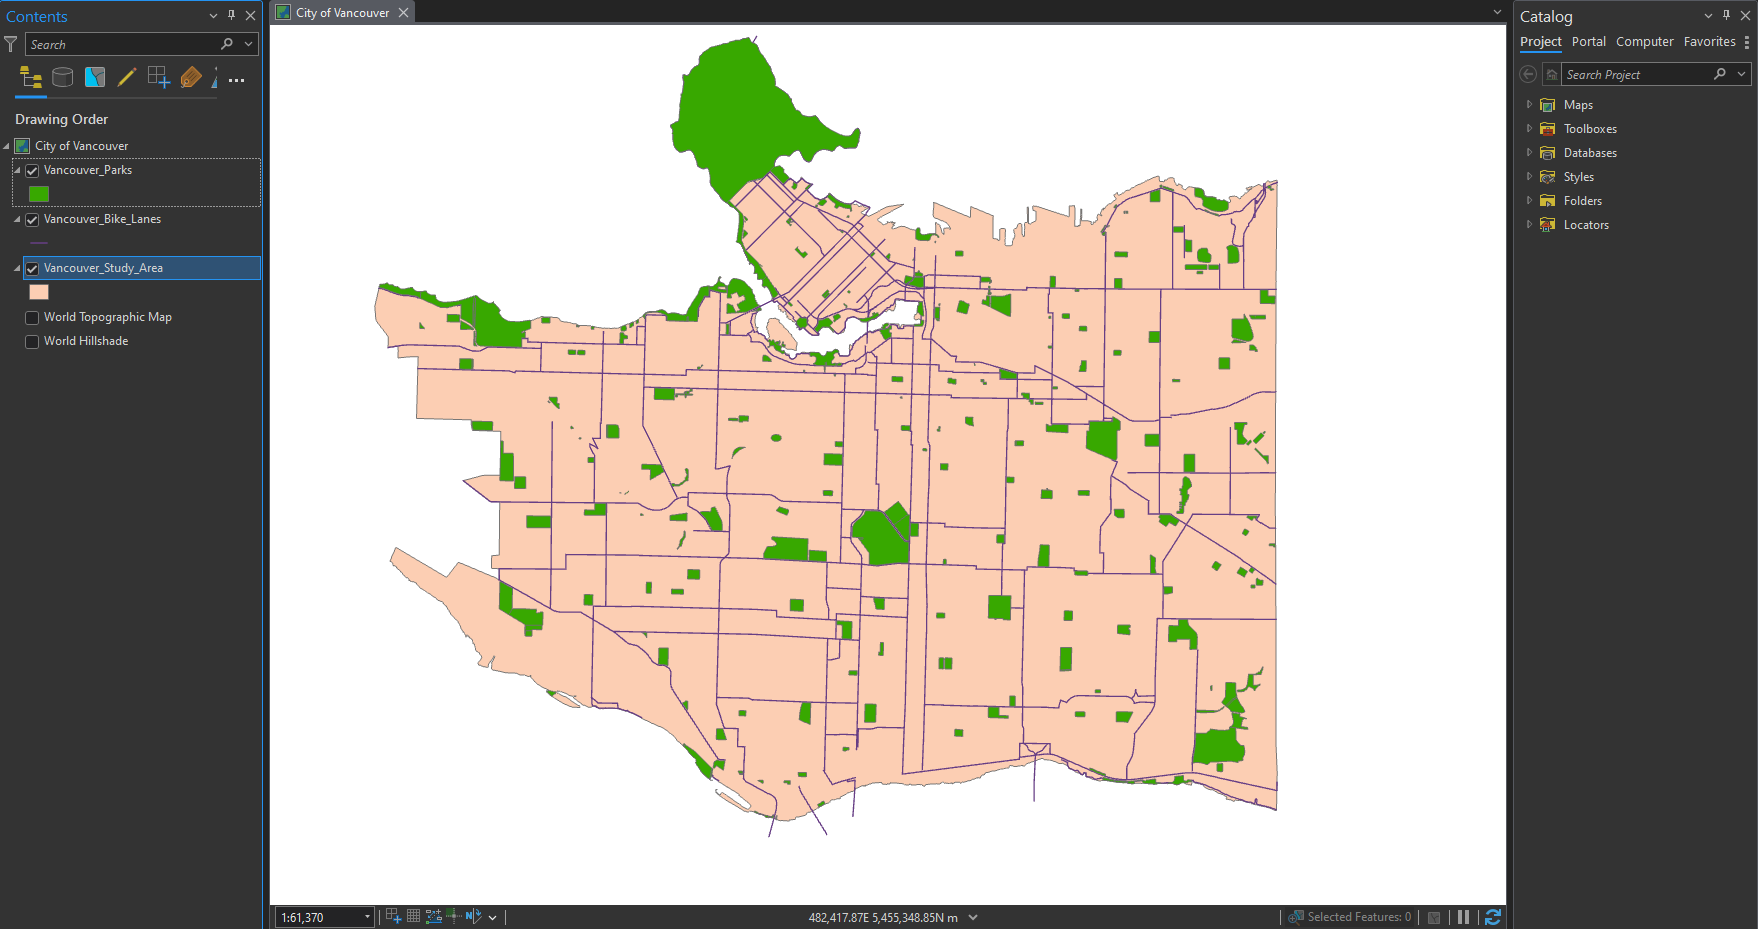 Contents
Search
Drawing Order
City of Vancouver
Vancouver_Parks
Vancouver_Bike_Lanes
Vancouver_Study_Area
World Topographic Map
World Hillshade
City of Vancouver
1:61,370
482,417.87E 5,455,348.85N m
Selected Features: 0
Catalog
Project Portal Computer Favorites
Search Project
Maps
Toolboxes
Databases
Styles
Folders
Locators